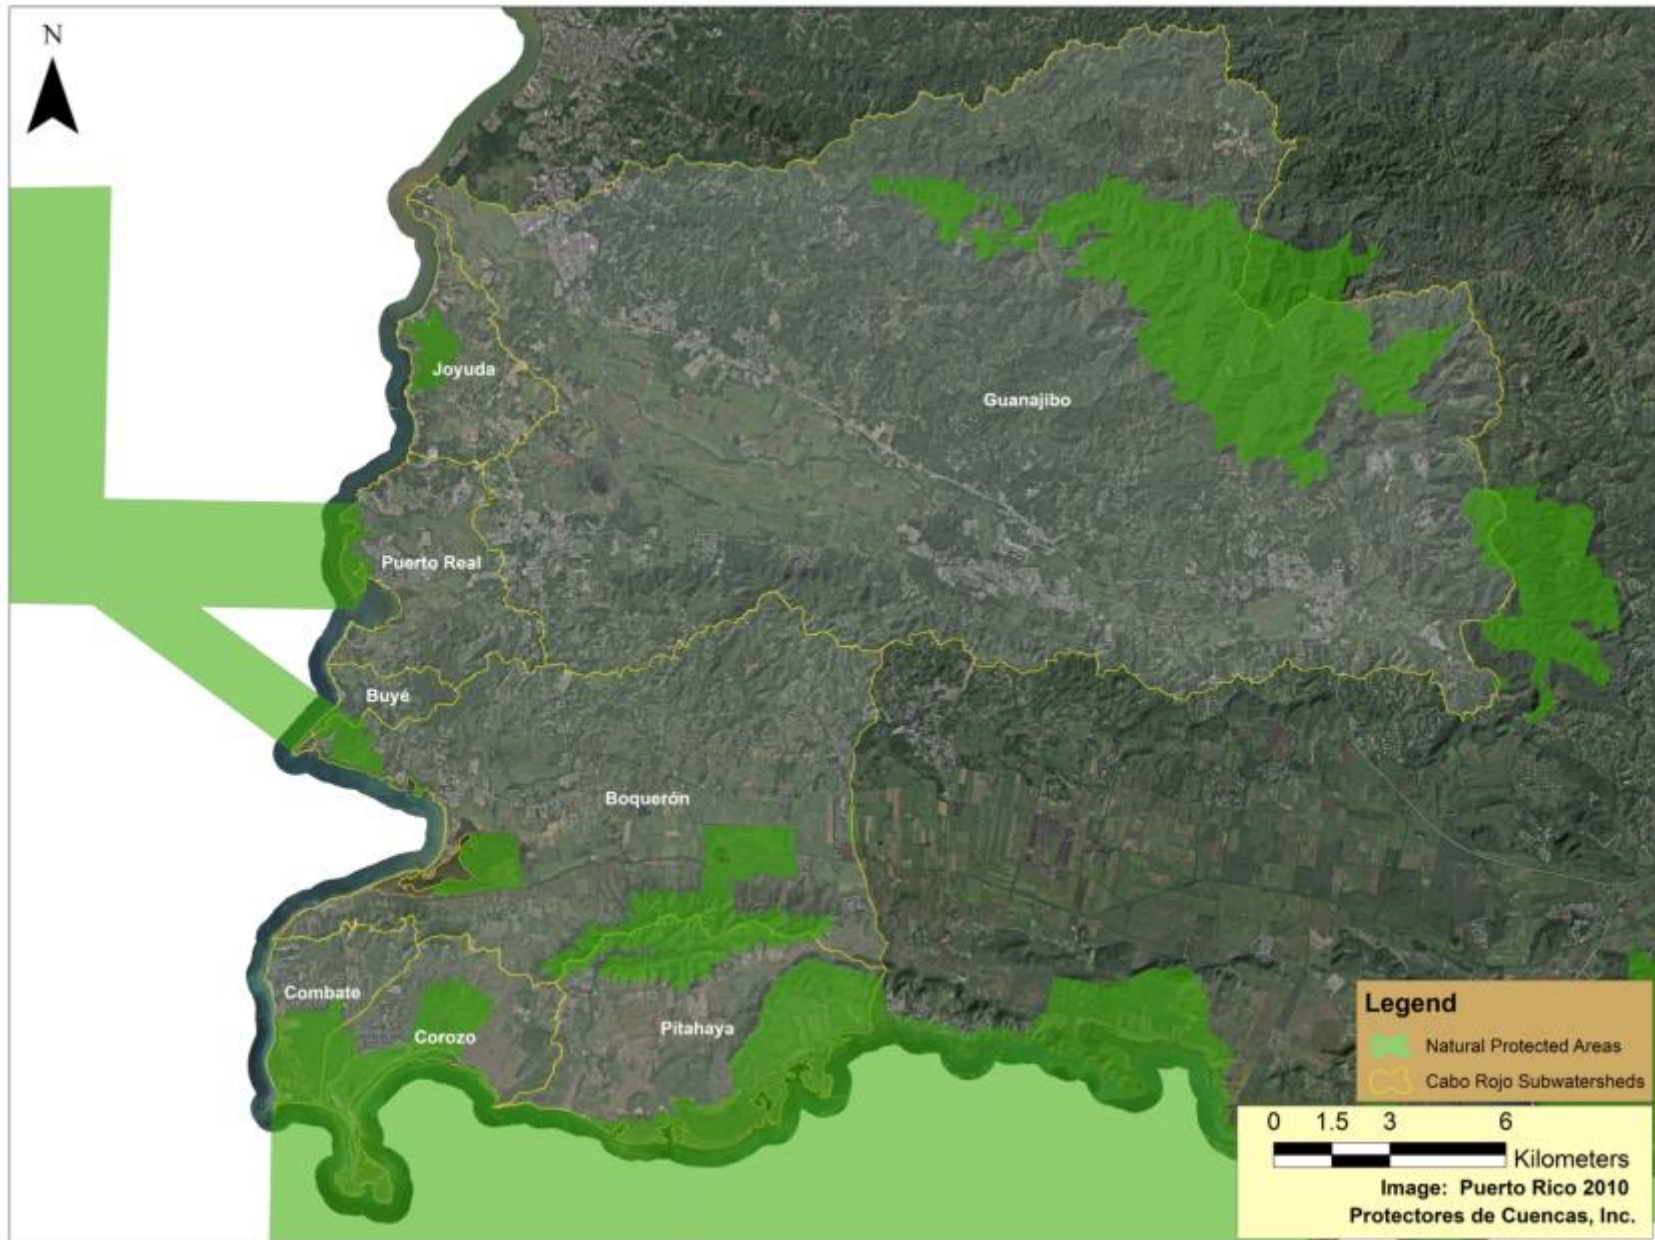 N
Joyuda
Guanajibo
Puerto Real
Buyé
Boquerón
Combate
Corozo
Pitahaya
Legend
Natural Protected Areas
Cabo Rojo Subwatersheds
0 1.5 3 6
Kilometers
Image: Puerto Rico 2010
Protectores de Cuencas, Inc.